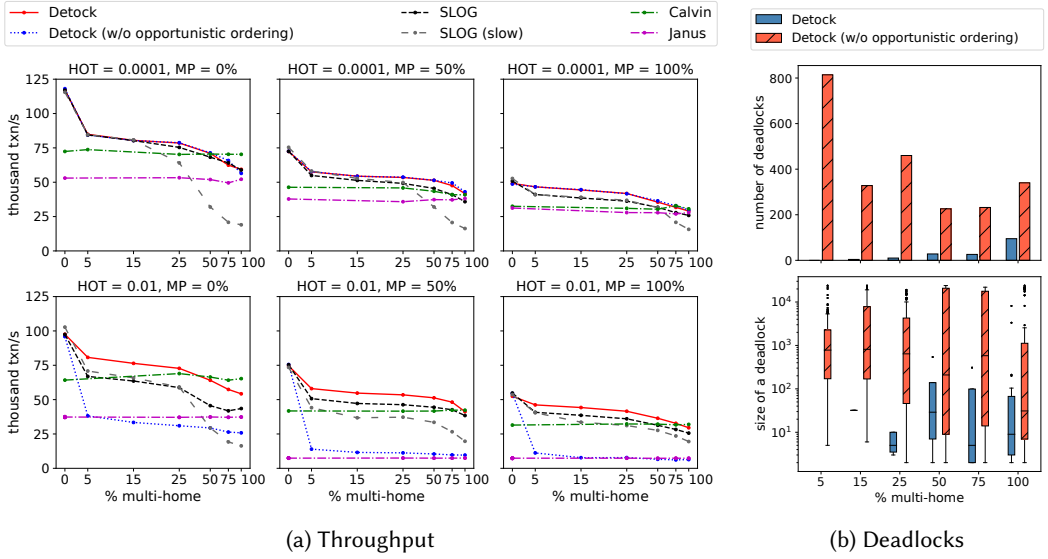 Detock
Detock (w/o opportunistic ordering)
SLOG
SLOG (slow)
Calvin
Janus
HOT = 0.0001, MP = 0%
HOT = 0.0001, MP = 50%
HOT = 0.0001, MP = 100%
thousand txn/s
125
100
75
50
25
0
0 5 15 25 50 75 100
0 5 15 25 50 75 100
0 5 15 25 50 75 100
HOT = 0.01, MP = 0%
HOT = 0.01, MP = 50%
HOT = 0.01, MP = 100%
thousand txn/s
125
100
75
50
25
0
0 5 15 25 50 75 100
0 5 15 25 50 75 100
0 5 15 25 50 75 100
% multi-home
% multi-home
% multi-home
(a) Throughput
Detock
Detock (w/o opportunistic ordering)
number of deadlocks
800
600
400
200
0
size of a deadlock
10⁴
10³
10²
10¹
5 15 25 50 75 100
% multi-home
(b) Deadlocks